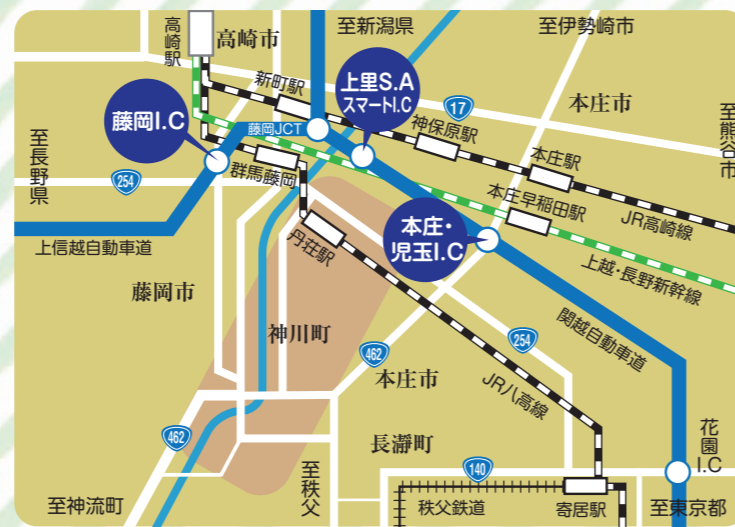 高崎駅
高崎市
至新潟県
至伊勢崎市
新町駅
上里S.A
スマートI.C
17
本庄市
至熊谷市
藤岡I.C
藤岡JCT
神保原駅
本庄駅
至長野県
254
群馬藤岡
本庄早稲田駅
JR高崎線
丹荘駅
本庄・
児玉I.C
上信越自動車道
上越・長野新幹線
藤岡市
神川町
254
関越自動車道
462
本庄市
JR八高線
462
長瀞町
140
花園
I.C
至神流町
至秩父
秩父鉄道
寄居駅
至東京都